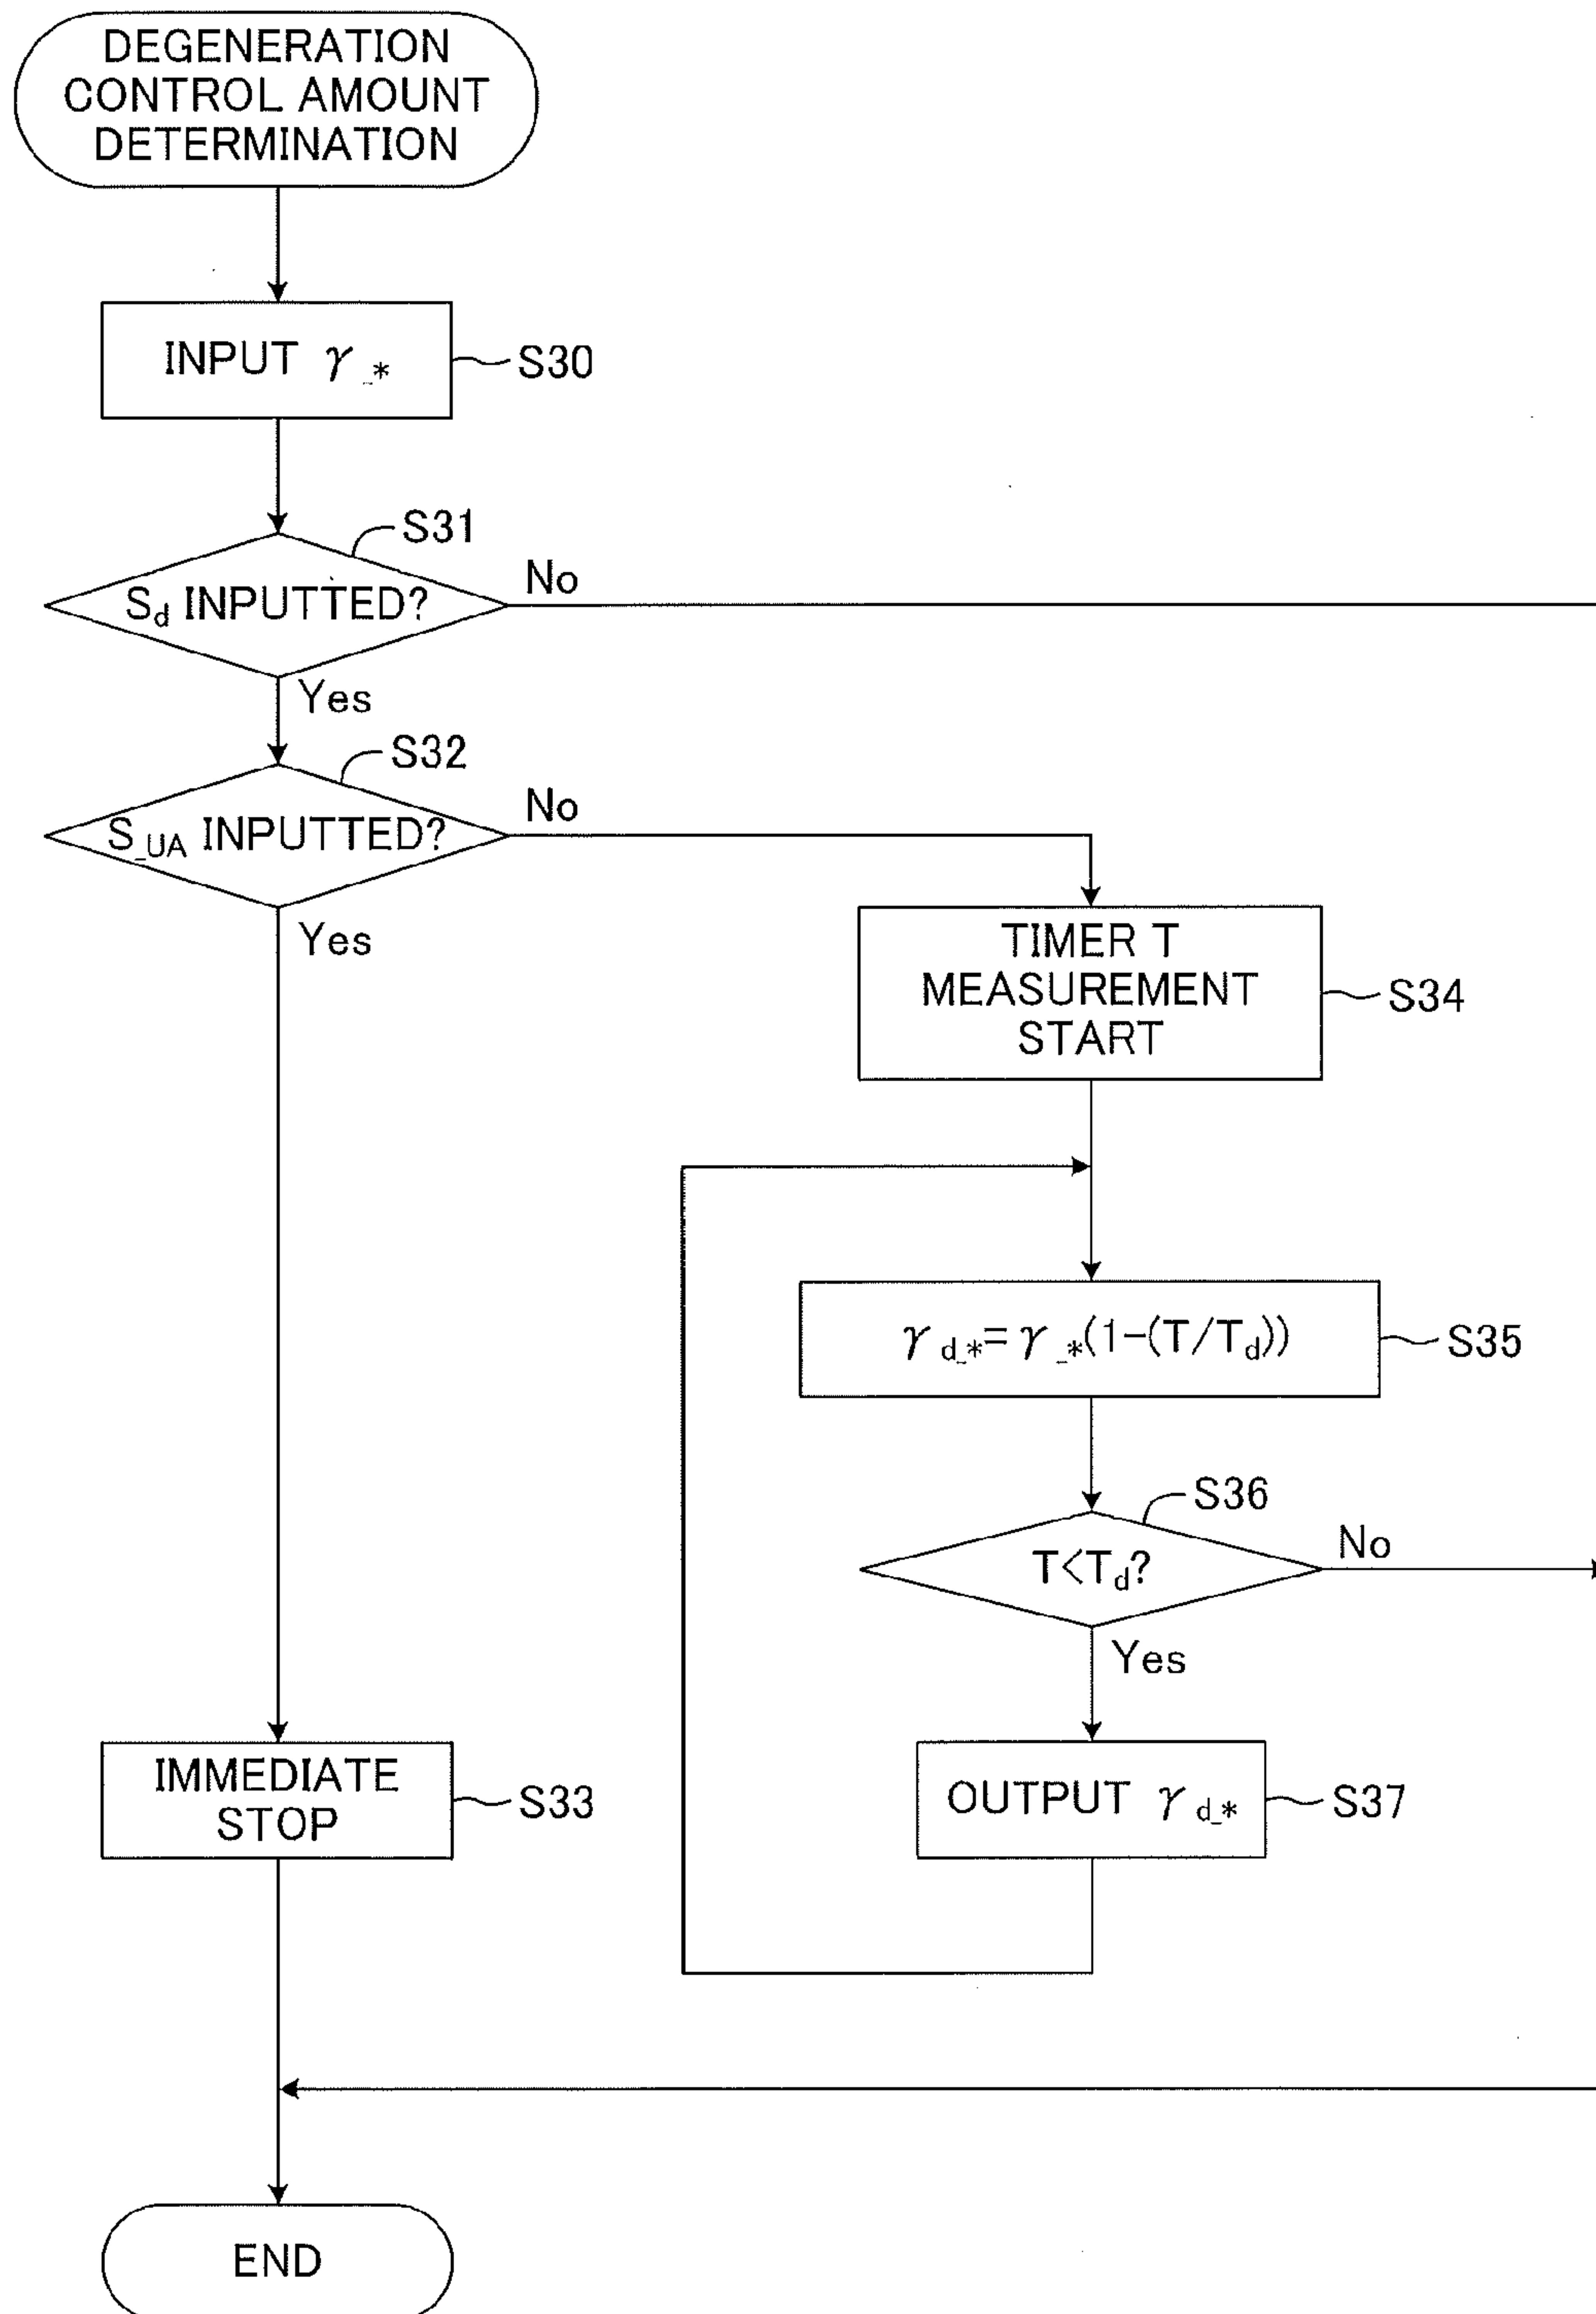 DEGENERATION
CONTROL AMOUNT
DETERMINATION
INPUT γ_*
S30
S31
Sd INPUTTED?
No
Yes
S32
S_UA INPUTTED?
No
Yes
TIMER T
MEASUREMENT
START
S34
γd_*=γ_*(1-(T/Td))
S35
S36
T<Td?
No
Yes
IMMEDIATE
STOP
S33
OUTPUT γd_*
S37
END